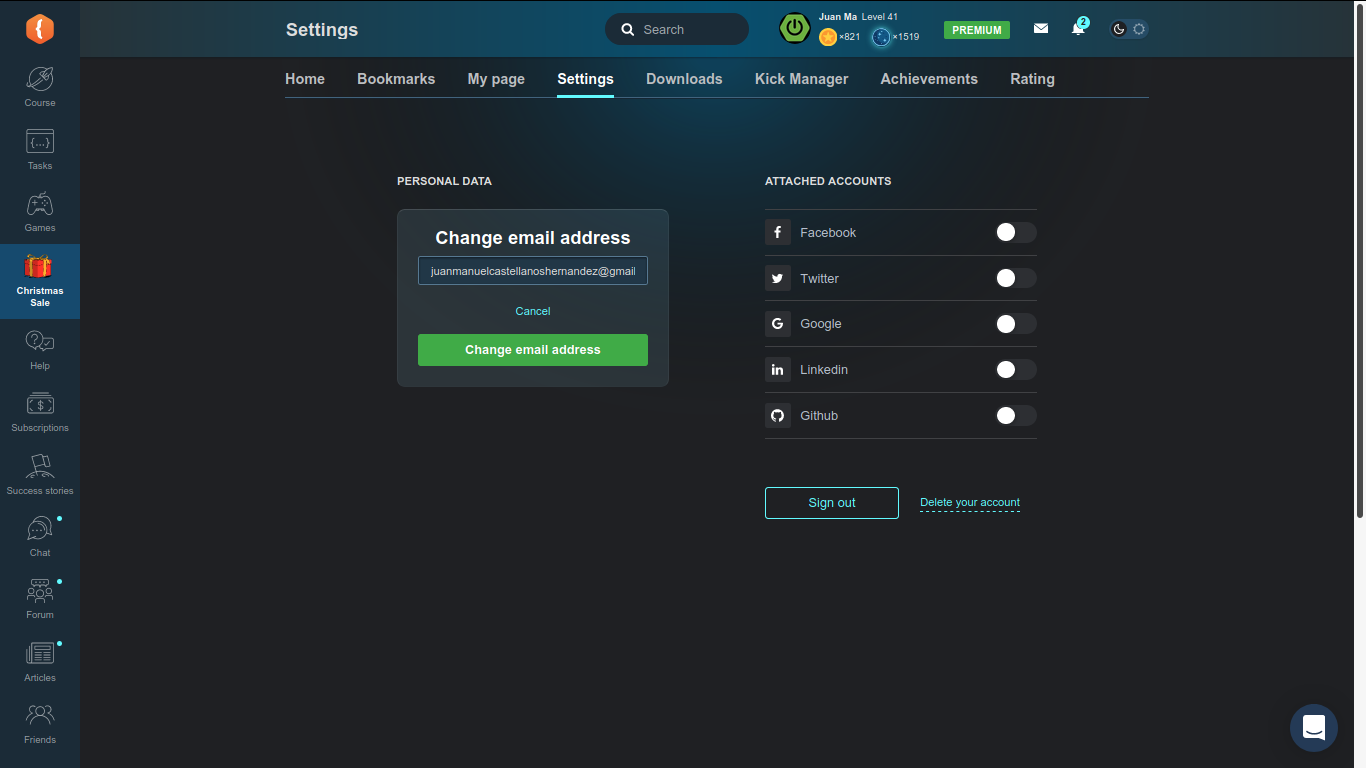 Settings
Search
Juan Ma Level 41
×821
×1519
PREMIUM
2
Home
Bookmarks
My page
Settings
Downloads
Kick Manager
Achievements
Rating
Course
{...}
Tasks
Games
Christmas
Sale
Help
Subscriptions
Success stories
Chat
Forum
Articles
Friends
PERSONAL DATA
Change email address
juanmanuelcastellanoshernandez@gmail
Cancel
Change email address
ATTACHED ACCOUNTS
Facebook
Twitter
Google
Linkedin
Github
Sign out
Delete your account